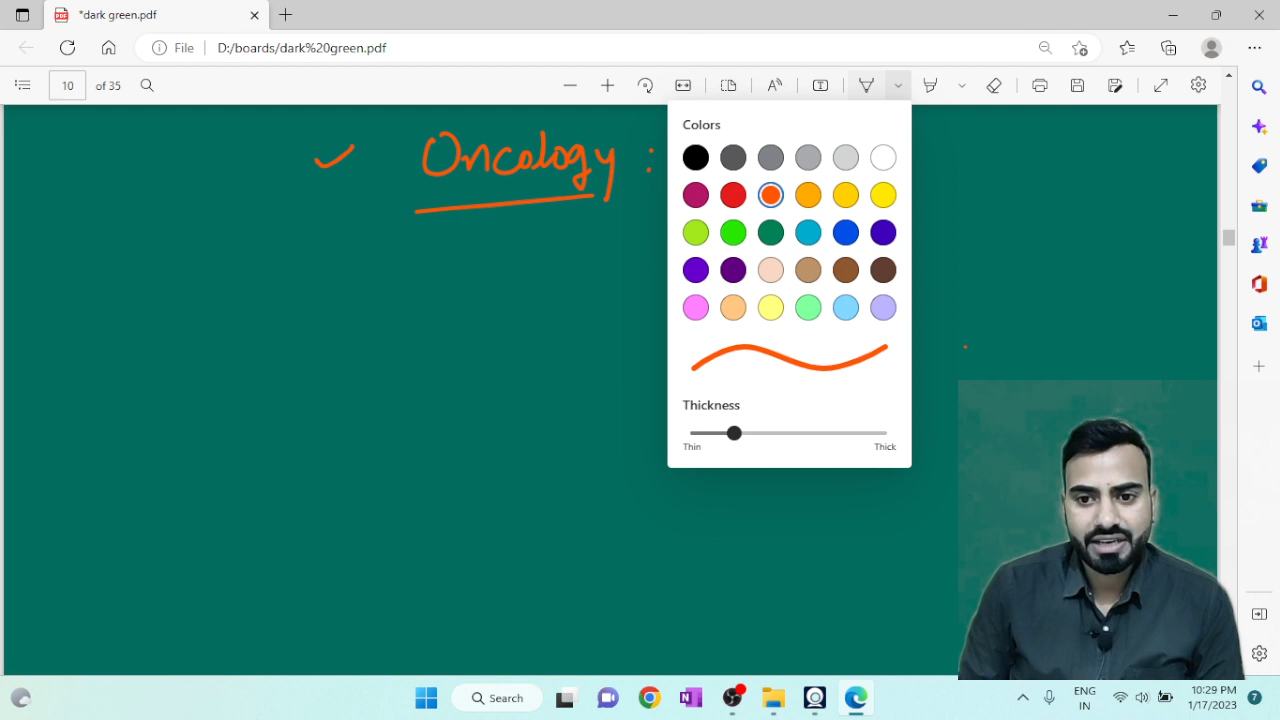 *dark green.pdf
File
D:/boards/dark%20green.pdf
10 of 35
Colors
Oncology :
Thickness
Thin Thick
Search
ENG
IN
10:29 PM
1/17/2023
7